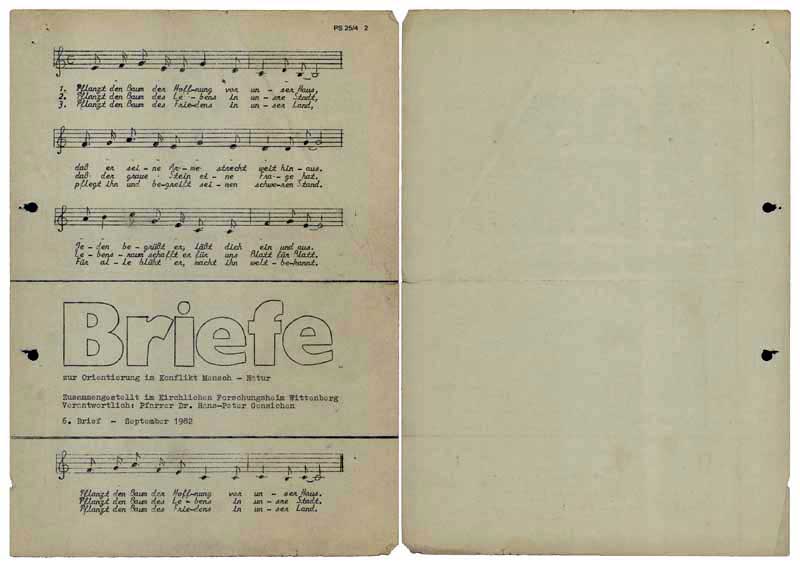 PS 25/4 2
1. Pflanzt den Baum der Hoff-nung vor un - ser Haus,
2. Pflanzt den Baum des Le - bens in un - sre Stadt,
3. Pflanzt den Baum des Frie-dens in un - ser Land,
daß er sei - ne Ar - me streckt weit hin - aus.
daß der graue Stein ei - ne Fra - ge hat.
pflegt ihn und be-greift sei - nen schwe-ren Stand.
Je - den be - grüßt er, läßt dich ein und aus.
Le - bens - raum schafft er für uns Blatt für Blatt.
Für al - le blüht er, macht ihn welt - be-kannt.
Briefe
zur Orientierung im Konflikt Mensch - Natur
Zusammengestellt im Kirchlichen Forschungsheim Wittenberg
Verantwortlich: Pfarrer Dr. Hans-Peter Gensichen
6. Brief - September 1982
Pflanzt den Baum der Hoff-nung vor un - ser Haus.
Pflanzt den Baum des Le - bens in un - sre Stadt.
Pflanzt den Baum des Frie-dens in un - ser Land.